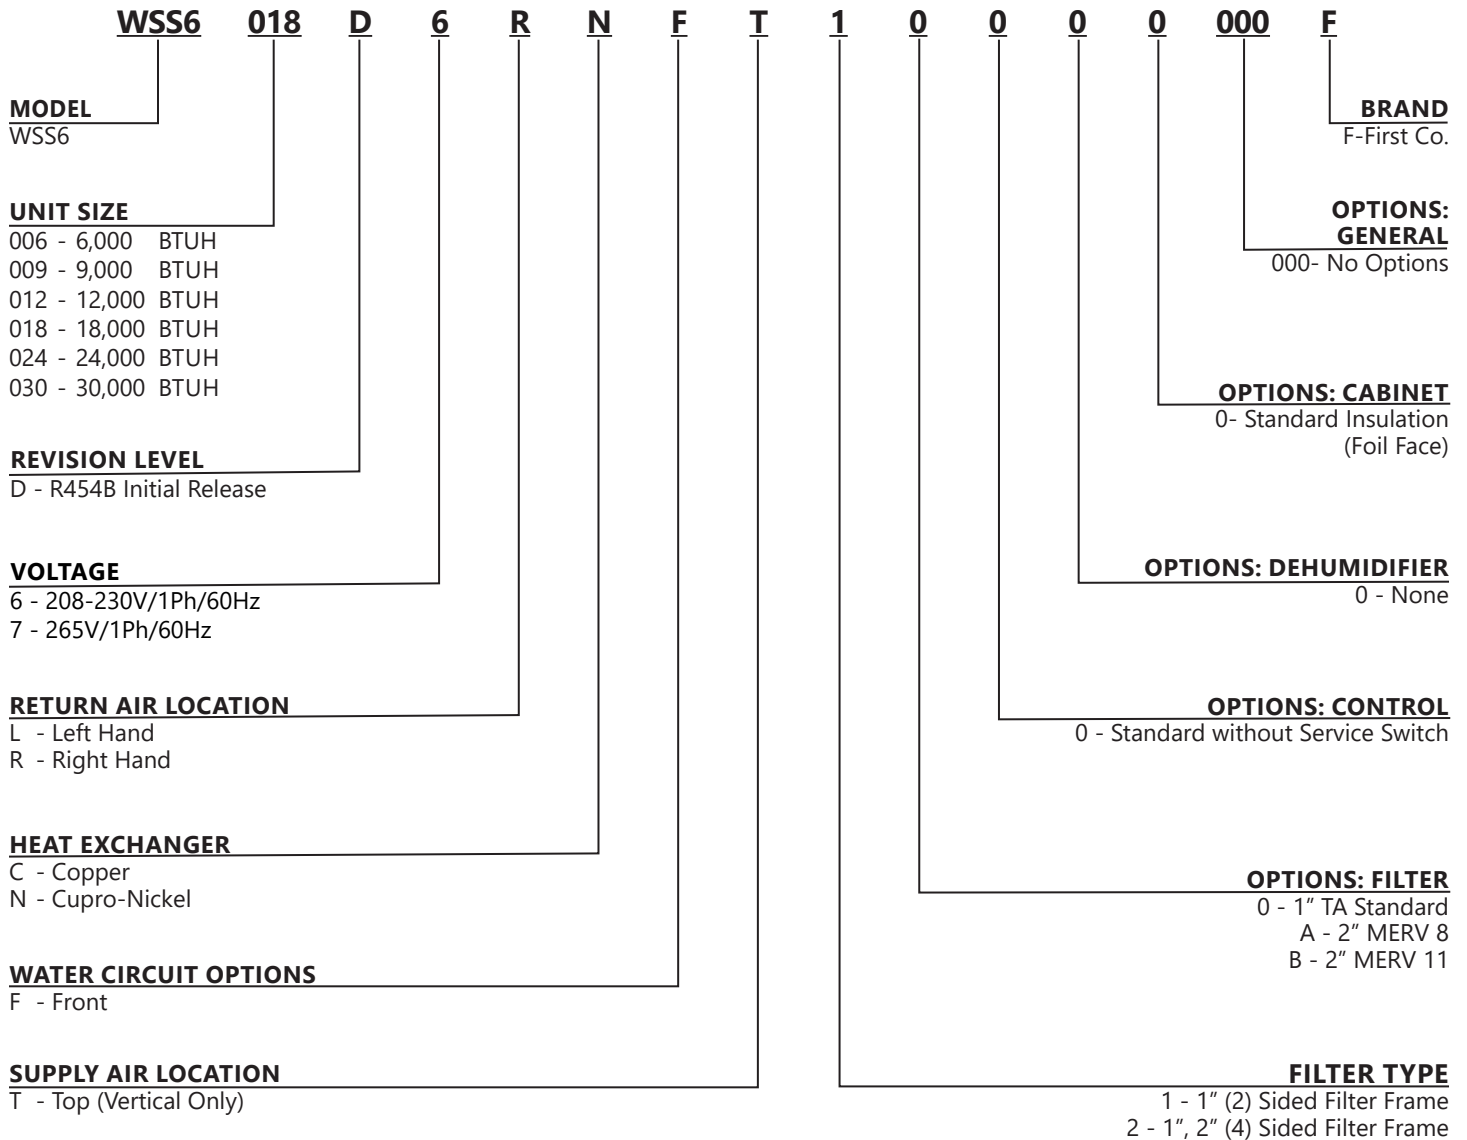 WSS6 018 D 6 R N F T 1 0 0 0 0 000 F
MODEL
WSS6
UNIT SIZE
006 - 6,000 BTUH
009 - 9,000 BTUH
012 - 12,000 BTUH
018 - 18,000 BTUH
024 - 24,000 BTUH
030 - 30,000 BTUH
REVISION LEVEL
D - R454B Initial Release
VOLTAGE
6 - 208-230V/1Ph/60Hz
7 - 265V/1Ph/60Hz
RETURN AIR LOCATION
L - Left Hand
R - Right Hand
HEAT EXCHANGER
C - Copper
N - Cupro-Nickel
WATER CIRCUIT OPTIONS
F - Front
SUPPLY AIR LOCATION
T - Top (Vertical Only)
BRAND
F-First Co.
OPTIONS:
GENERAL
000- No Options
OPTIONS: CABINET
0- Standard Insulation
(Foil Face)
OPTIONS: DEHUMIDIFIER
0 - None
OPTIONS: CONTROL
0 - Standard without Service Switch
OPTIONS: FILTER
0 - 1” TA Standard
A - 2” MERV 8
B - 2” MERV 11
FILTER TYPE
1 - 1” (2) Sided Filter Frame
2 - 1”, 2” (4) Sided Filter Frame